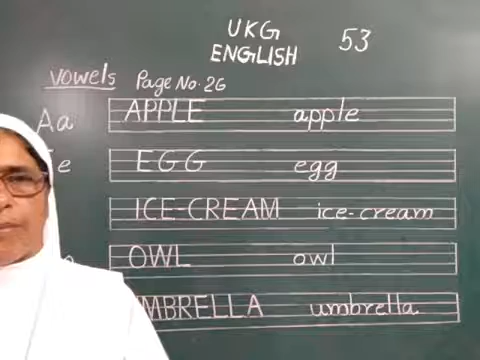 UKG 53
ENGLISH
vowels Page No. 26
Aa APPLE apple
e EGG egg
ICE-CREAM ice-cream
OWL owl
MBRELLA umbrella